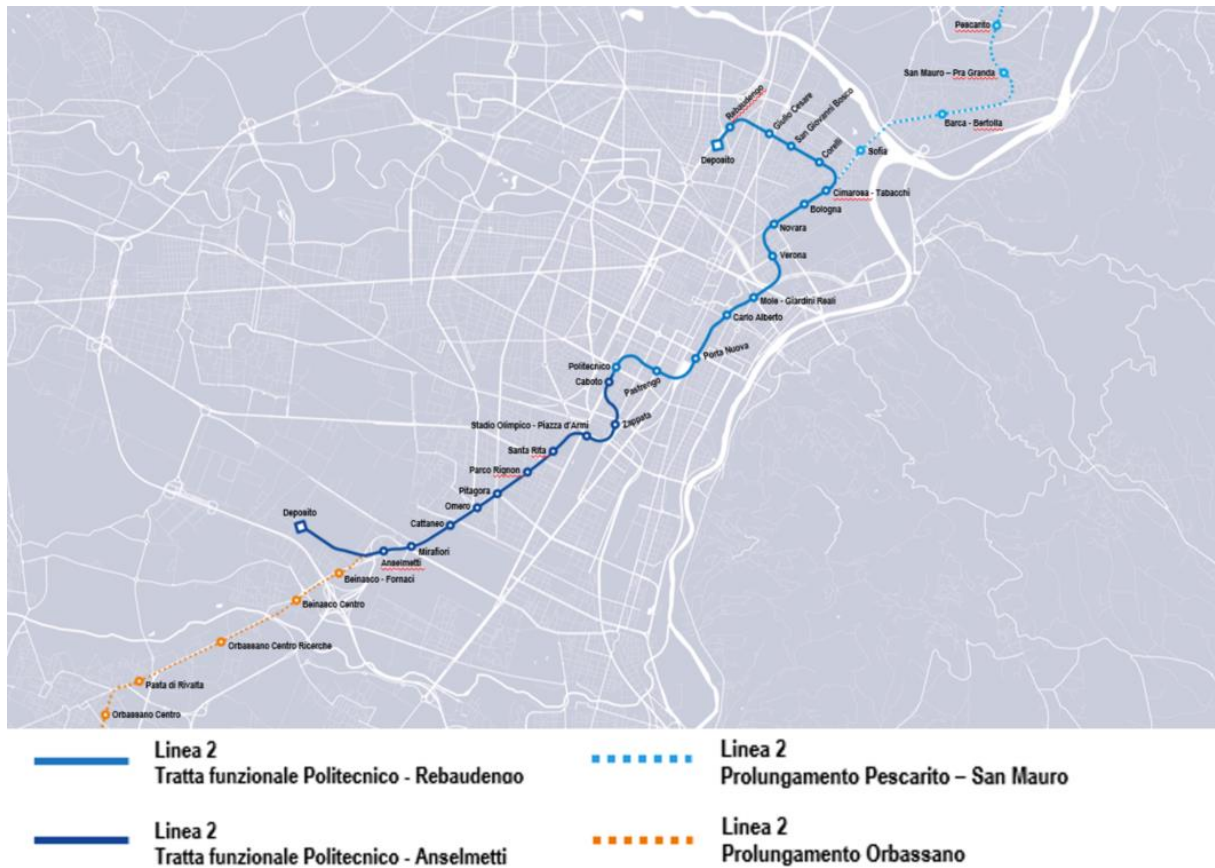 Pescarito
San Mauro – Pra Granda
Barca - Bertolla
Sofia
Rebaudengo
Giulio Cesare
San Giovanni Bosco
Corelli
Deposito
Cimarosa - Tabacchi
Bologna
Novara
Verona
Mole - Giardini Reali
Carlo Alberto
Porta Nuova
Politecnico
Pastrengo
Caboto
Zappata
Stadio Olimpico - Piazza d'Armi
Santa Rita
Parco Rignon
Pitagora
Omero
Cattaneo
Deposito
Mirafiori
Anselmetti
Beinasco - Fornaci
Beinasco Centro
Orbassano Centro Ricerche
Pasta di Rivalta
Orbassano Centro
Linea 2
Tratta funzionale Politecnico - Rebaudengo
Linea 2
Prolungamento Pescarito – San Mauro
Linea 2
Tratta funzionale Politecnico - Anselmetti
Linea 2
Prolungamento Orbassano